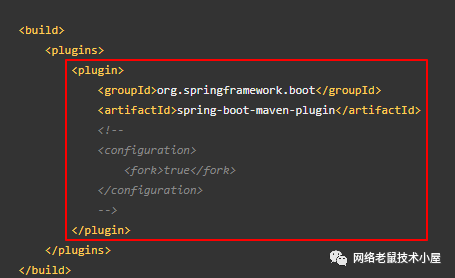 <build>
<plugins>
<plugin>
<groupId>org.springframework.boot</groupId>
<artifactId>spring-boot-maven-plugin</artifactId>
<!--
<configuration>
<fork>true</fork>
</configuration>
-->
</plugin>
</plugins>
</build>
网络老鼠技术小屋